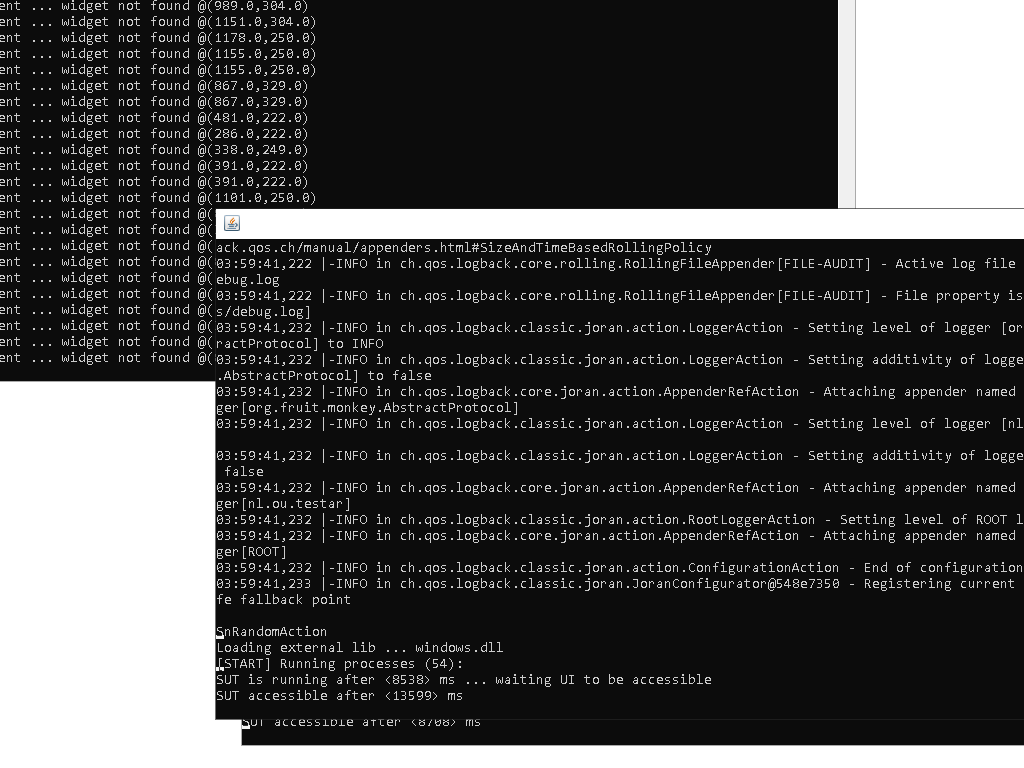 ent ... widget not found @(989.0,304.0)
ent ... widget not found @(1151.0,304.0)
ent ... widget not found @(1178.0,250.0)
ent ... widget not found @(1155.0,250.0)
ent ... widget not found @(1155.0,250.0)
ent ... widget not found @(867.0,329.0)
ent ... widget not found @(867.0,329.0)
ent ... widget not found @(481.0,222.0)
ent ... widget not found @(286.0,222.0)
ent ... widget not found @(338.0,249.0)
ent ... widget not found @(391.0,222.0)
ent ... widget not found @(391.0,222.0)
ent ... widget not found @(1101.0,250.0)
ent ... widget not found @(
ent ... widget not found @(
ent ... widget not found @(
ent ... widget not found @(
ent ... widget not found @(
ent ... widget not found @(
ent ... widget not found @(
ent ... widget not found @(
ent ... widget not found @(
ent ... widget not found @(
ack.qos.ch/manual/appenders.html#SizeAndTimeBasedRollingPolicy
03:59:41,222 |-INFO in ch.qos.logback.core.rolling.RollingFileAppender[FILE-AUDIT] - Active log file
ebug.log
03:59:41,222 |-INFO in ch.qos.logback.core.rolling.RollingFileAppender[FILE-AUDIT] - File property is
s/debug.log]
03:59:41,232 |-INFO in ch.qos.logback.classic.joran.action.LoggerAction - Setting level of logger [or
ractProtocol] to INFO
03:59:41,232 |-INFO in ch.qos.logback.classic.joran.action.LoggerAction - Setting additivity of logge
.AbstractProtocol] to false
03:59:41,232 |-INFO in ch.qos.logback.core.joran.action.AppenderRefAction - Attaching appender named
ger[org.fruit.monkey.AbstractProtocol]
03:59:41,232 |-INFO in ch.qos.logback.classic.joran.action.LoggerAction - Setting level of logger [nl
03:59:41,232 |-INFO in ch.qos.logback.classic.joran.action.LoggerAction - Setting additivity of logge
false
03:59:41,232 |-INFO in ch.qos.logback.core.joran.action.AppenderRefAction - Attaching appender named
ger[nl.ou.testar]
03:59:41,232 |-INFO in ch.qos.logback.classic.joran.action.RootLoggerAction - Setting level of ROOT l
03:59:41,232 |-INFO in ch.qos.logback.core.joran.action.AppenderRefAction - Attaching appender named
ger[ROOT]
03:59:41,232 |-INFO in ch.qos.logback.classic.joran.action.ConfigurationAction - End of configuration
03:59:41,233 |-INFO in ch.qos.logback.classic.joran.JoranConfigurator@548e7350 - Registering current
fe fallback point
SnRandomAction
Loading external lib ... windows.dll
[START] Running processes (54):
SUT is running after <8538> ms ... waiting UI to be accessible
SUT accessible after <13599> ms
SUT accessible after <8708> ms